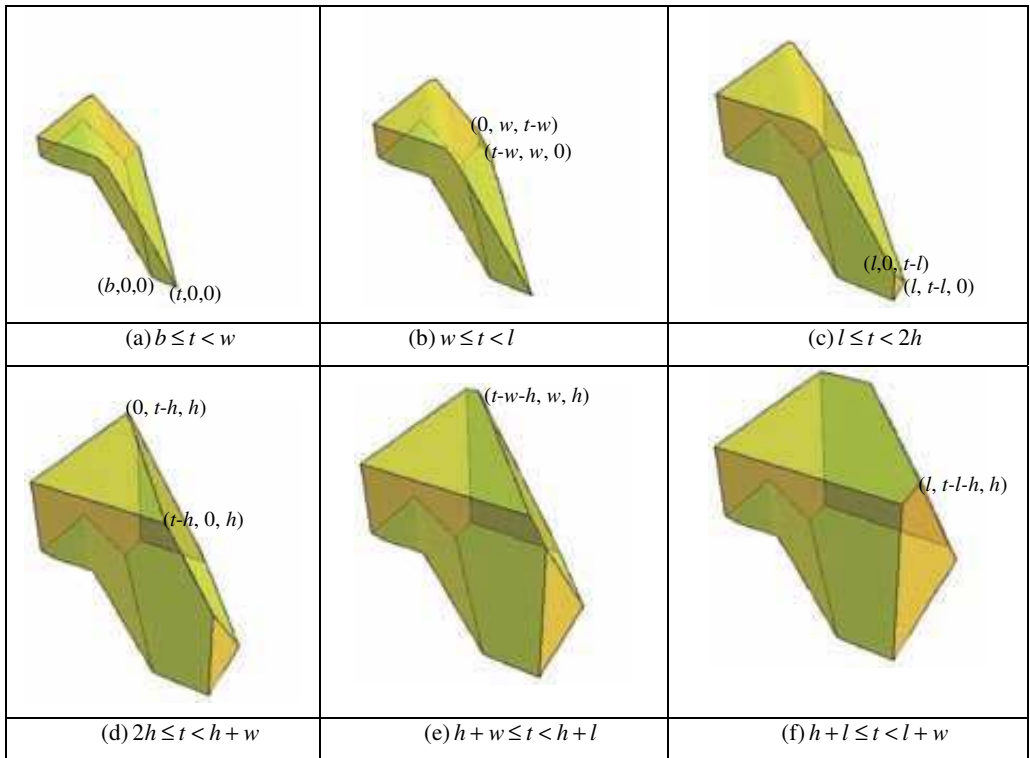 (0, w, t-w)
(t-w, w, 0)
(b,0,0)
(t,0,0)
(l,0, t-l)
(l, t-l, 0)
(a) b ≤ t < w
(b) w ≤ t < l
(c) l ≤ t < 2h
(0, t-h, h)
(t-h, 0, h)
(t-w-h, w, h)
(l, t-l-h, h)
(d) 2h ≤ t < h + w
(e) h + w ≤ t < h + l
(f) h + l ≤ t < l + w